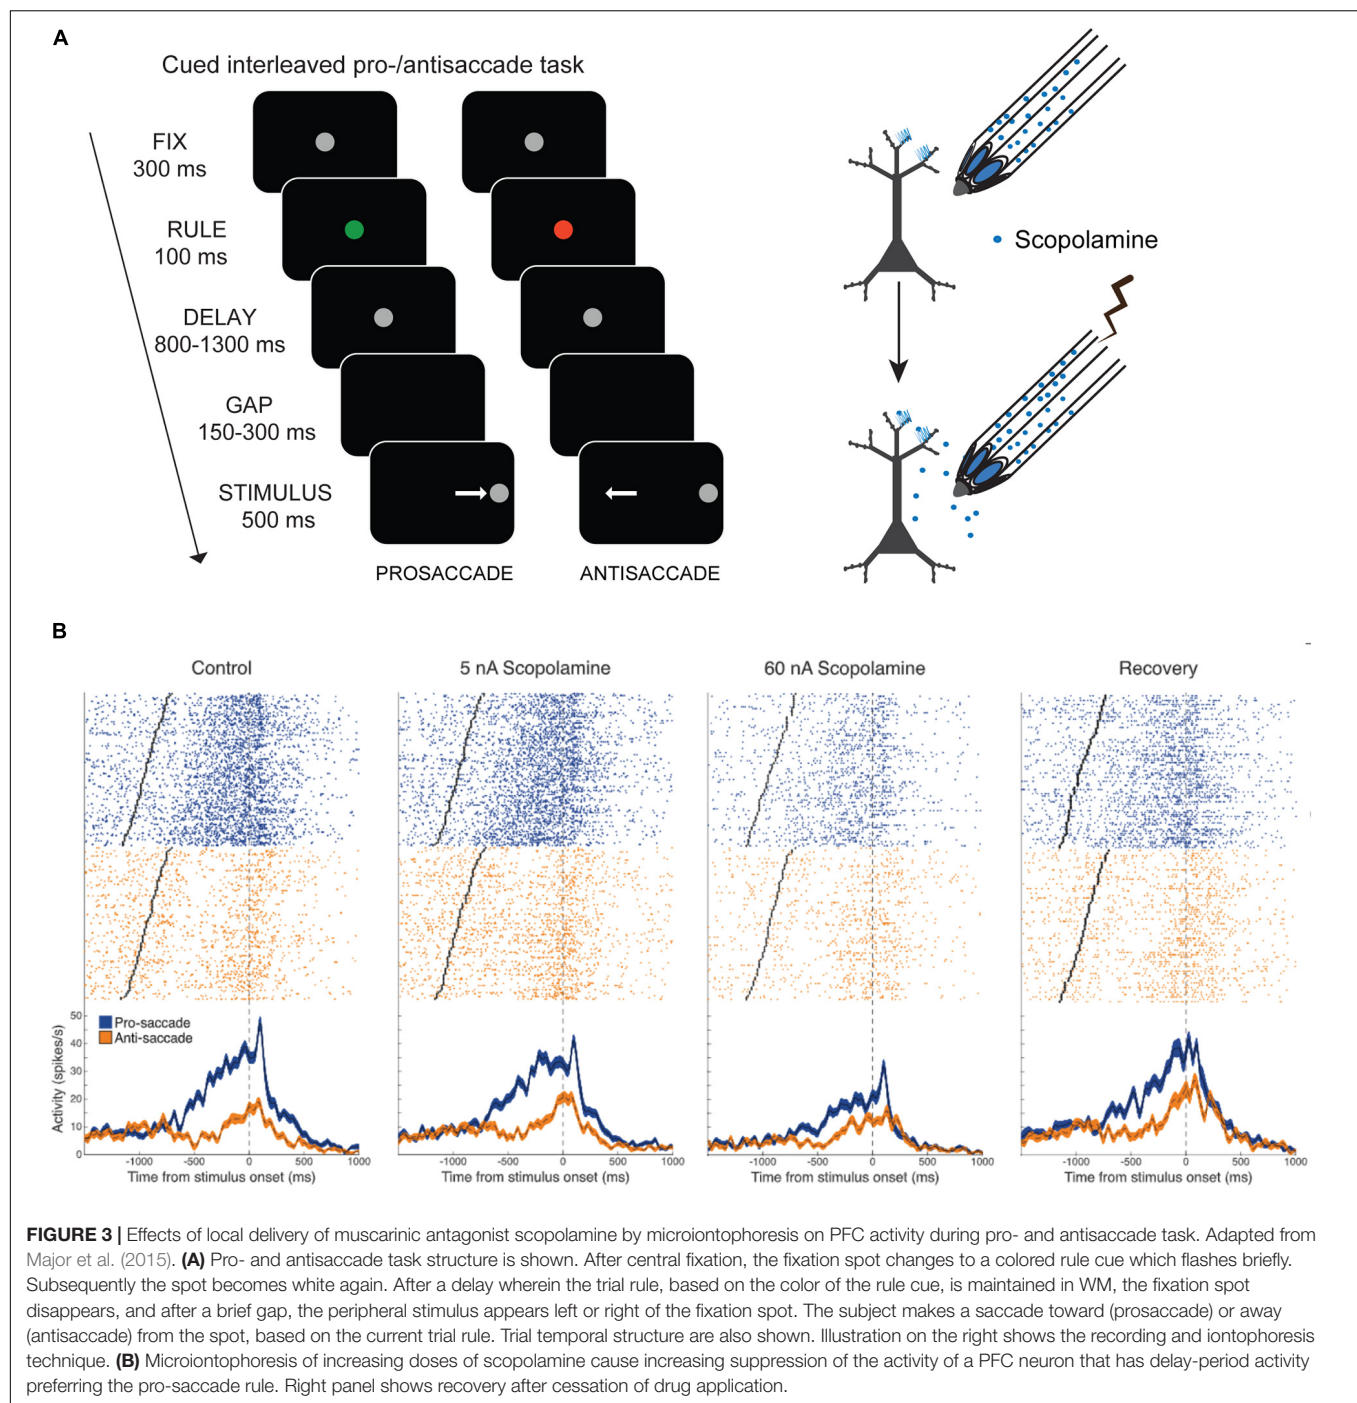 A
Cued interleaved pro-/antisaccade task
FIX
300 ms
RULE
100 ms
DELAY
800-1300 ms
GAP
150-300 ms
STIMULUS
500 ms
PROSACCADE
ANTISACCADE
Scopolamine
B
Control
5 nA Scopolamine
60 nA Scopolamine
Recovery
Pro-saccade
Anti-saccade
Activity (spikes/s)
50
40
30
20
10
0
-1000 -500 0 500 1000
Time from stimulus onset (ms)
-1000 -500 0 500 1000
Time from stimulus onset (ms)
-1000 -500 0 500 1000
Time from stimulus onset (ms)
-1000 -500 0 500 1000
Time from stimulus onset (ms)
FIGURE 3 | Effects of local delivery of muscarinic antagonist scopolamine by microiontophoresis on PFC activity during pro- and antisaccade task. Adapted from
Major et al. (2015). (A) Pro- and antisaccade task structure is shown. After central fixation, the fixation spot changes to a colored rule cue which flashes briefly.
Subsequently the spot becomes white again. After a delay wherein the trial rule, based on the color of the rule cue, is maintained in WM, the fixation spot
disappears, and after a brief gap, the peripheral stimulus appears left or right of the fixation spot. The subject makes a saccade toward (prosaccade) or away
(antisaccade) from the spot, based on the current trial rule. Trial temporal structure are also shown. Illustration on the right shows the recording and iontophoresis
technique. (B) Microiontophoresis of increasing doses of scopolamine cause increasing suppression of the activity of a PFC neuron that has delay-period activity
preferring the pro-saccade rule. Right panel shows recovery after cessation of drug application.